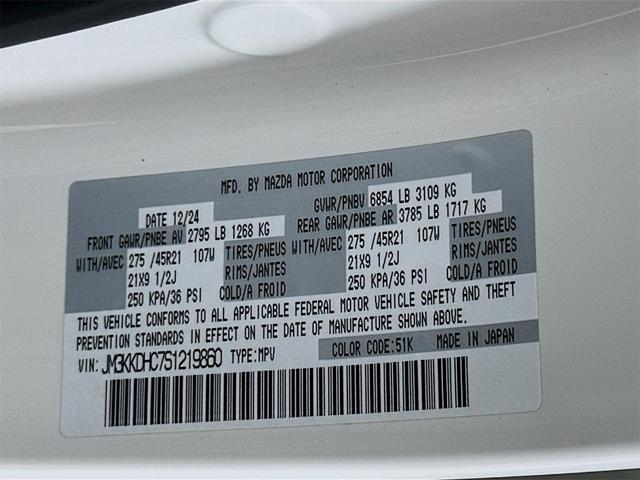 MFD. BY MAZDA MOTOR CORPORATION
DATE 12/24 GVWR/PNBV 6854 LB 3109 KG
FRONT GAWR/PNBE AV 2795 LB 1268 KG REAR GAWR/PNBE AR 3785 LB 1717 KG
WITH/AVEC 275 /45R21 107W TIRES/PNEUS WITH/AVEC 275 /45R21 107W TIRES/PNEUS
21X9 1/2J RIMS/JANTES 21X9 1/2J RIMS/JANTES
250 KPA/36 PSI COLD/A FROID 250 KPA/36 PSI COLD/A FROID
THIS VEHICLE CONFORMS TO ALL APPLICABLE FEDERAL MOTOR VEHICLE SAFETY AND THEFT
PREVENTION STANDARDS IN EFFECT ON THE DATE OF MANUFACTURE SHOWN ABOVE.
VIN: JM3KKDHC751219860 TYPE:MPV COLOR CODE:51K MADE IN JAPAN